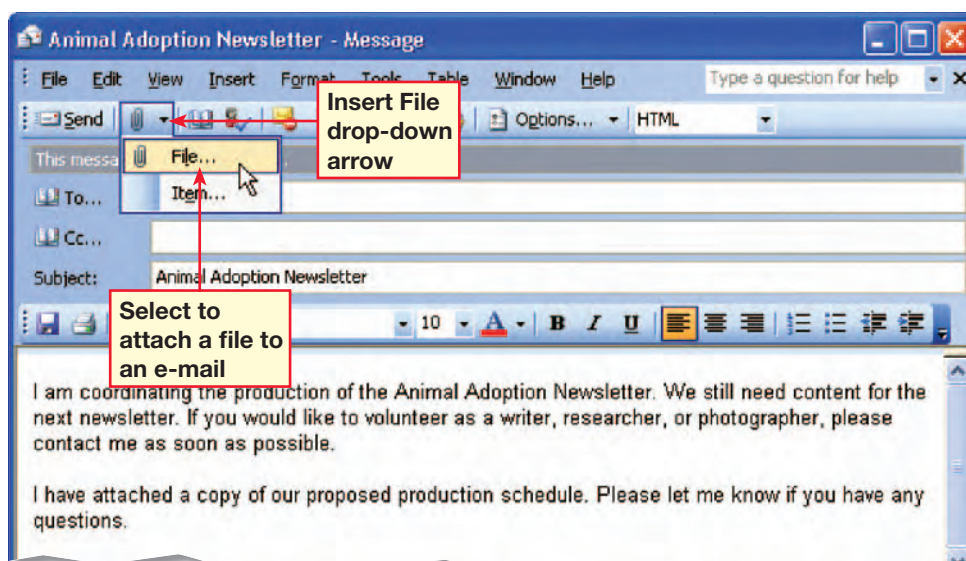 Animal Adoption Newsletter - Message
File Edit View Insert Format Tools Table Window Help Type a question for help
Send Options... HTML
Insert File
drop-down
arrow
This messa
File...
Item...
To...
Cc...
Subject: Animal Adoption Newsletter
Select to
attach a file to
an e-mail
10 A B I U
I am coordinating the production of the Animal Adoption Newsletter. We still need content for the
next newsletter. If you would like to volunteer as a writer, researcher, or photographer, please
contact me as soon as possible.
I have attached a copy of our proposed production schedule. Please let me know if you have any
questions.